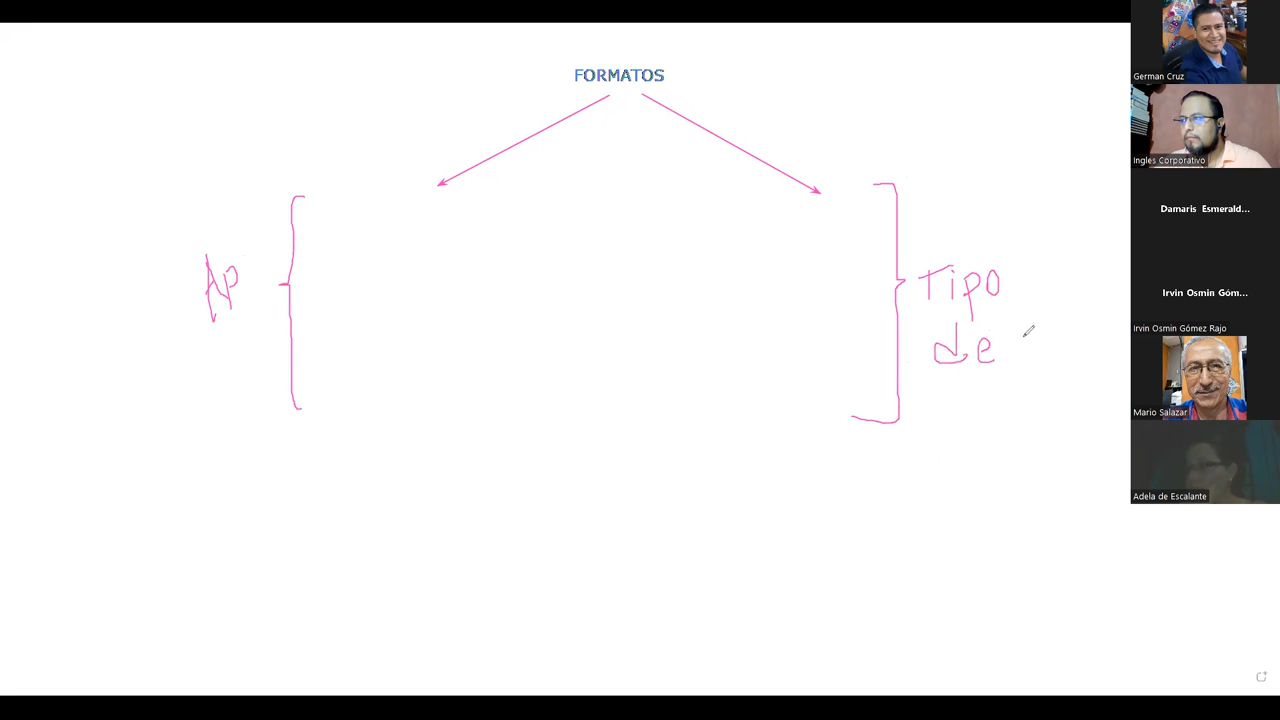 FORMATOS
AP
Tipo
de
German Cruz
Ingles Corporativo
Damaris Esmerald...
Irvin Osmin Góm...
Irvin Osmin Gómez Rajo
Mario Salazar
Adela de Escalante